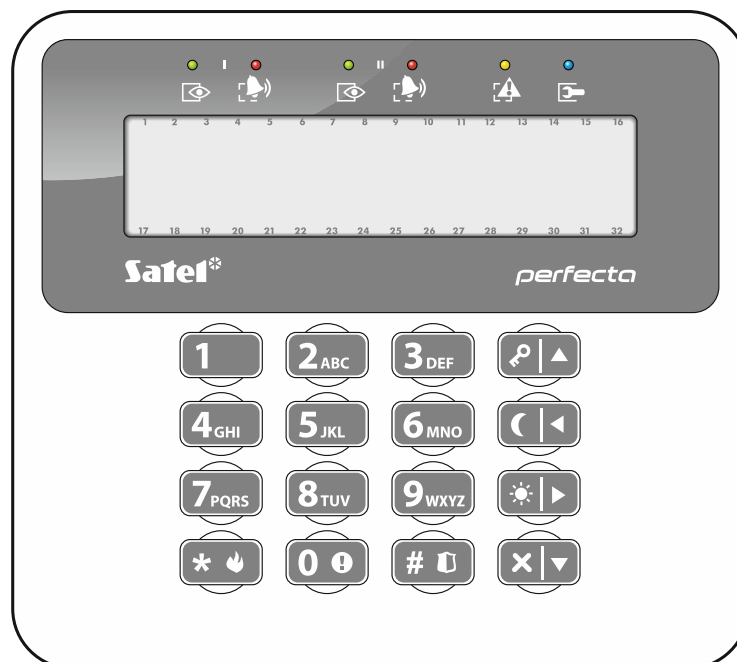 I II
1 2 3 4 5 6 7 8 9 10 11 12 13 14 15 16
17 18 19 20 21 22 23 24 25 26 27 28 29 30 31 32
Satel perfecta
1 2ABC 3DEF
4GHI 5JKL 6MNO
7PQRS 8TUV 9WXYZ
* 0 #